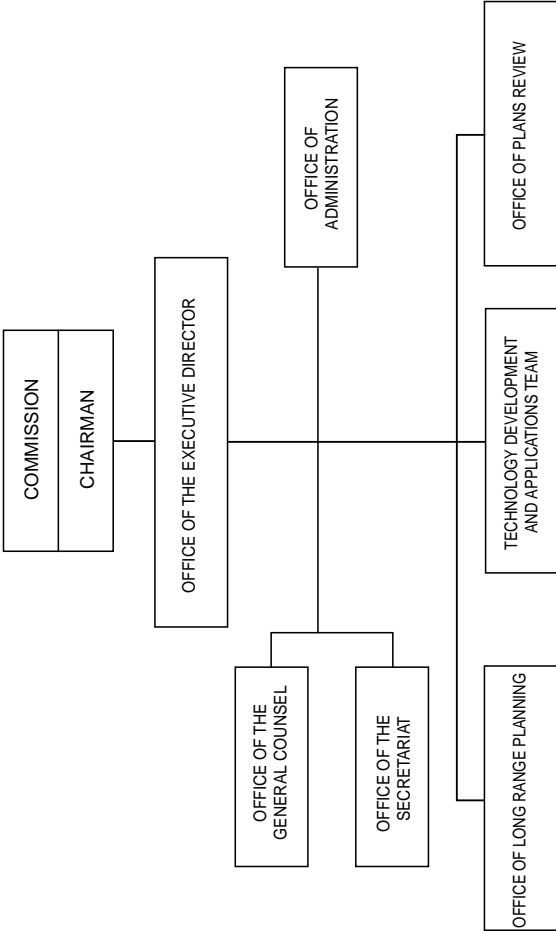 COMMISSION
CHAIRMAN
OFFICE OF THE EXECUTIVE DIRECTOR
OFFICE OF THE
GENERAL COUNSEL
OFFICE OF THE
SECRETARIAT
OFFICE OF
ADMINISTRATION
OFFICE OF LONG RANGE PLANNING
TECHNOLOGY DEVELOPMENT
AND APPLICATIONS TEAM
OFFICE OF PLANS REVIEW